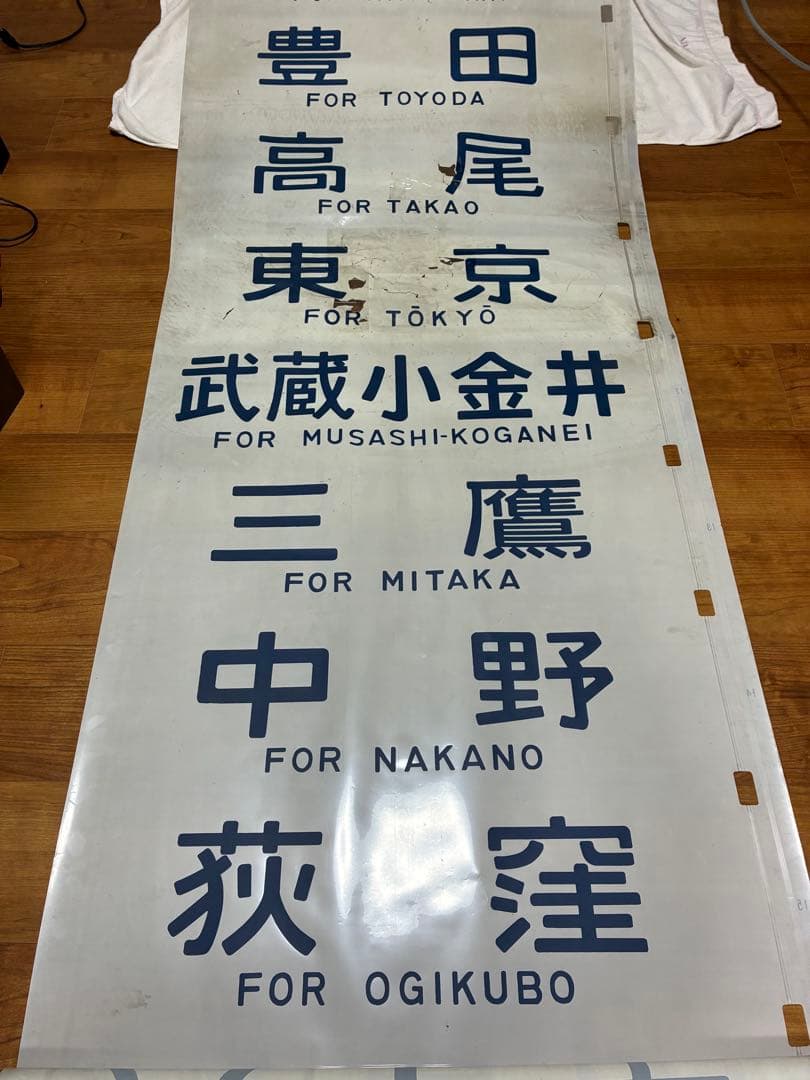 豊田
FOR TOYODA
高尾
FOR TAKAO
東京
FOR TŌKYŌ
武蔵小金井
FOR MUSASHI-KOGANEI
三鷹
FOR MITAKA
中野
FOR NAKANO
荻窪
FOR OGIKUBO